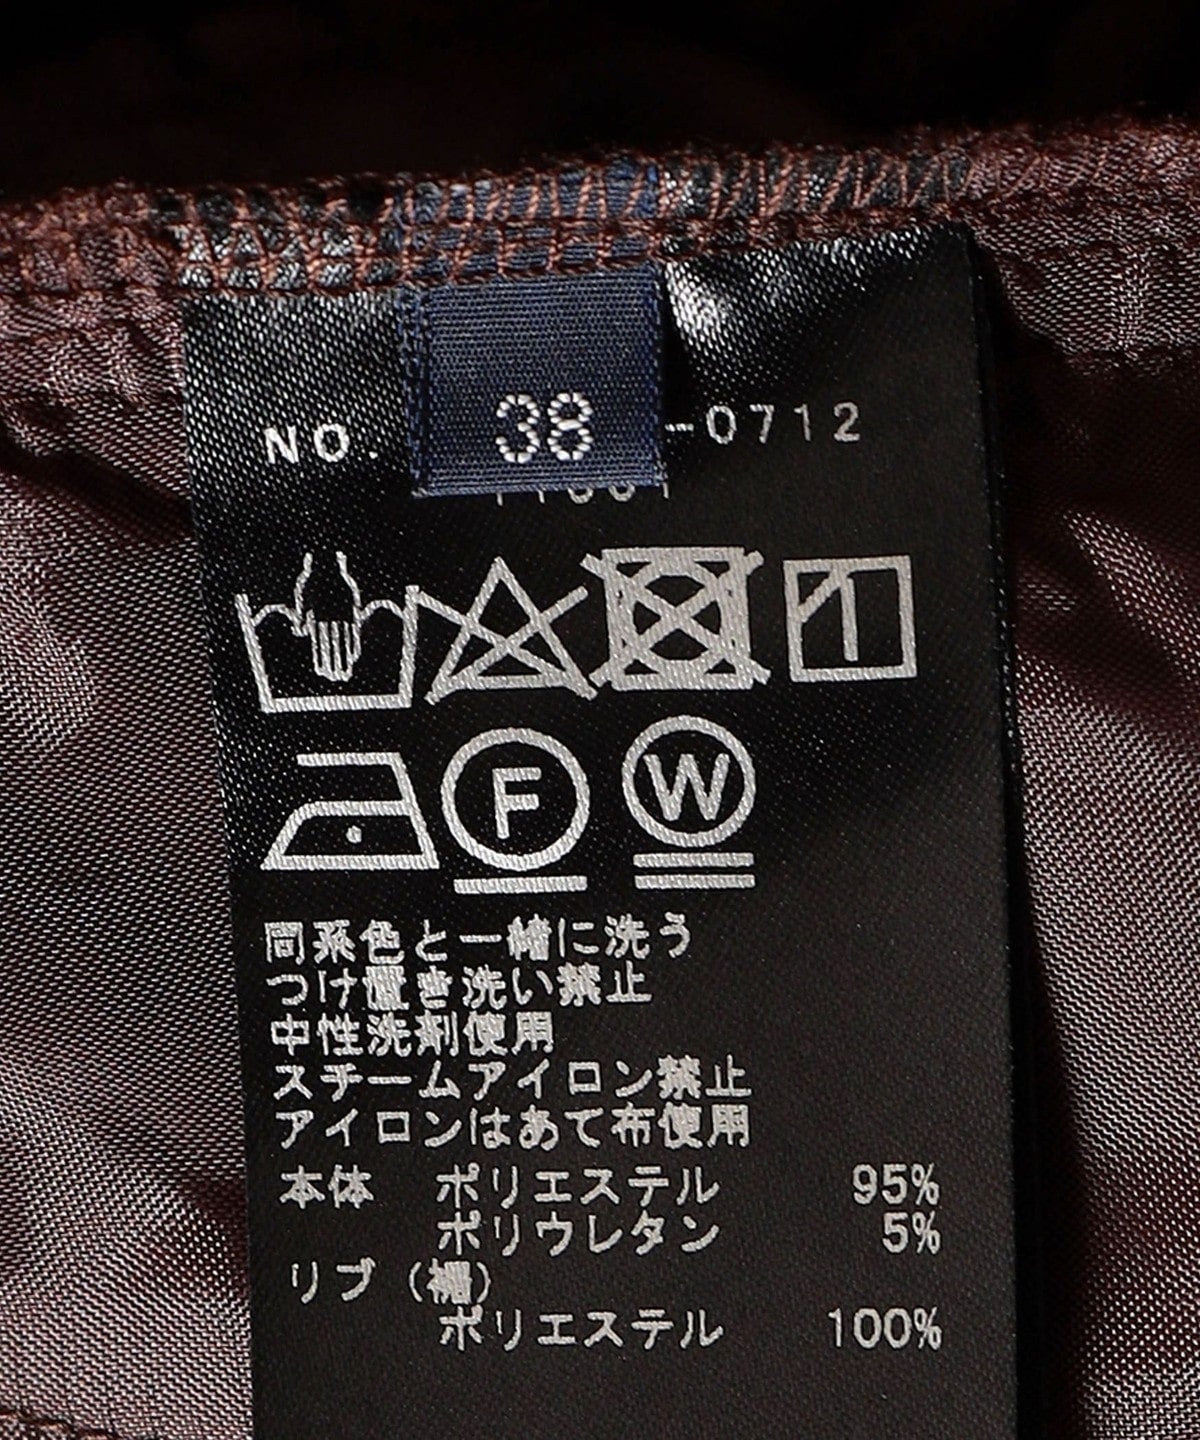 NO. 38 -0712
F W
同系色と一緒に洗う
つけ置き洗い禁止
中性洗剤使用
スチームアイロン禁止
アイロンはあて布使用
本体 ポリエステル 95%
ポリウレタン 5%
リブ(裾)
ポリエステル 100%